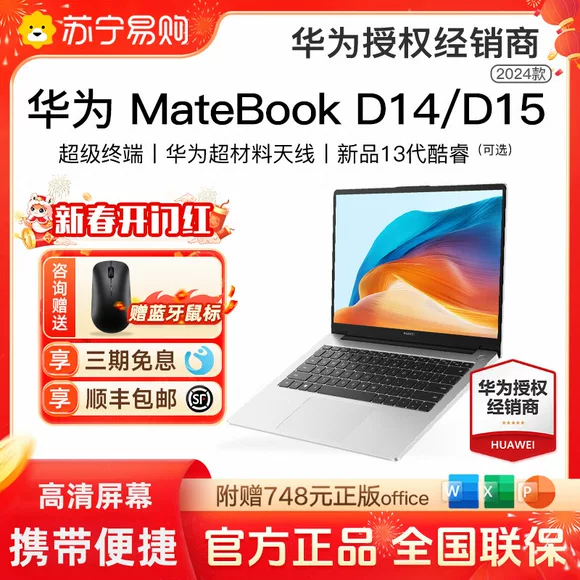 苏宁易购
华为授权经销商
2024款
华为 MateBook D14/D15
超级终端丨华为超材料天线丨新品13代酷睿(可选)
新春开门红
咨询赠送
赠蓝牙鼠标
享 三期免息
享 顺丰包邮 SF
华为授权
经销商
HUAWEI
高清屏幕
附赠748元正版office W X P
携带便捷 官方正品 全国联保